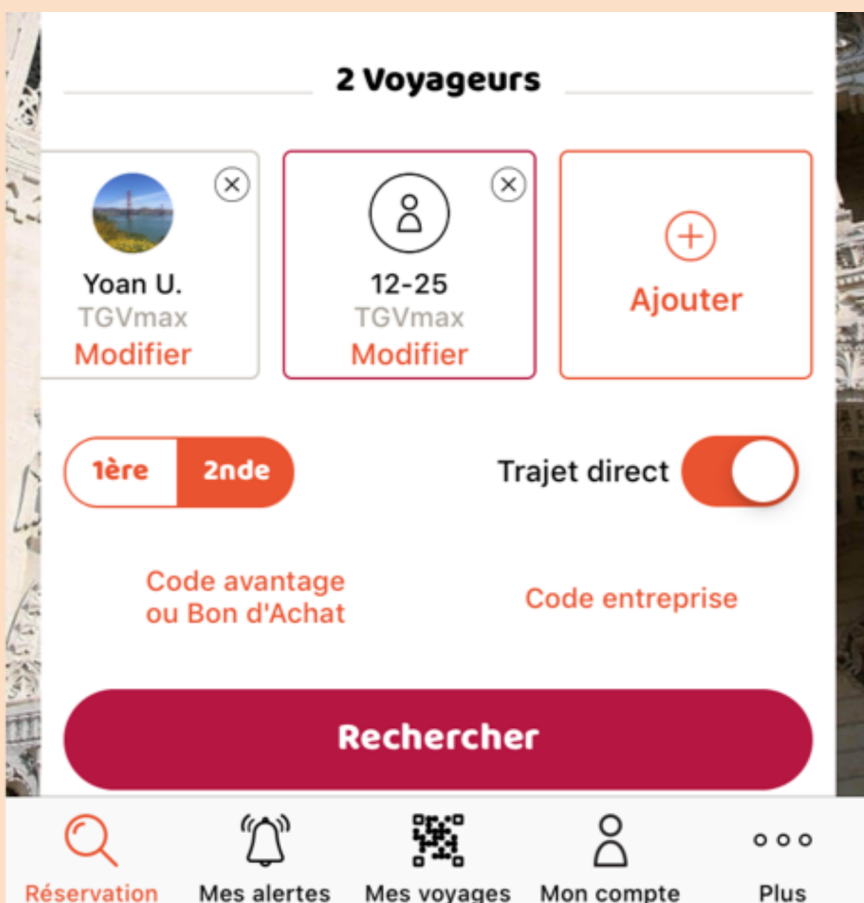 2 Voyageurs
Yoan U.
TGVmax
Modifier
12-25
TGVmax
Modifier
Ajouter
1ère 2nde
Trajet direct
Code avantage
ou Bon d'Achat
Code entreprise
Rechercher
Réservation Mes alertes Mes voyages Mon compte Plus